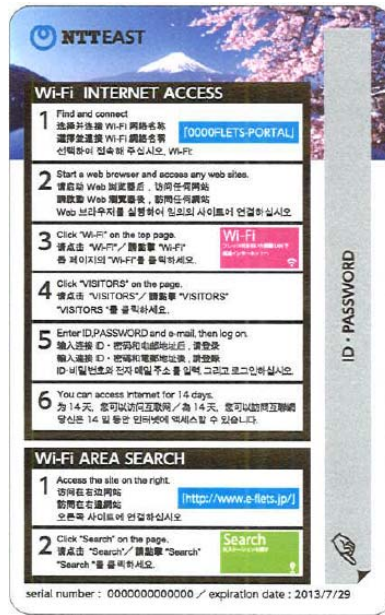 NTT EAST
Wi-Fi INTERNET ACCESS
1 Find and connect
选择并连接 Wi-Fi 网路名称
選擇並連接 Wi-Fi 網路名稱
선택하여 접속해 주십시오. Wi-Fi:
[0000FLETS-PORTAL]
2 Start a web browser and access any web sites.
请启动 Web 浏览器后，访问任何网站
請啟動 Web 瀏覽器後，訪問任何網站
Web 브라우저를 실행하여 임의의 사이트에 연결하십시오
3 Click "Wi-Fi" on the top page.
请点击 "Wi-Fi"／請點擊 "Wi-Fi"
톱 페이지의 "Wi-Fi"를 클릭하세요.
Wi-Fi
4 Click "VISITORS" on the page.
请点击 "VISITORS"／請點擊 "VISITORS"
"VISITORS "를 클릭하세요.
5 Enter ID,PASSWORD and e-mail, then log on.
输入连接 ID・密码和电邮地址后，请登录
輸入連接 ID・密碼和電郵地址後，請登錄
ID·비밀번호와 전자 메일 주소를 입력, 그리고 로그인하십시오
6 You can access Internet for 14 days.
为 14 天，您可以访问互联网／為 14 天，您可以訪問互聯網
당신은 14 일 동안 인터넷에 액세스할 수 있습니다.
ID・PASSWORD
Wi-Fi AREA SEARCH
1 Access the site on the right.
访问在右边网站
訪問在右邊網站
오른쪽 사이트에 연결하십시오
[http://www.e-flets.jp/]
2 Click "Search" on the page.
请点击 "Search"／請點擊 "Search"
"Search "를 클릭하세요.
Search
serial number : 0000000000000 ／ expiration date : 2013/7/29